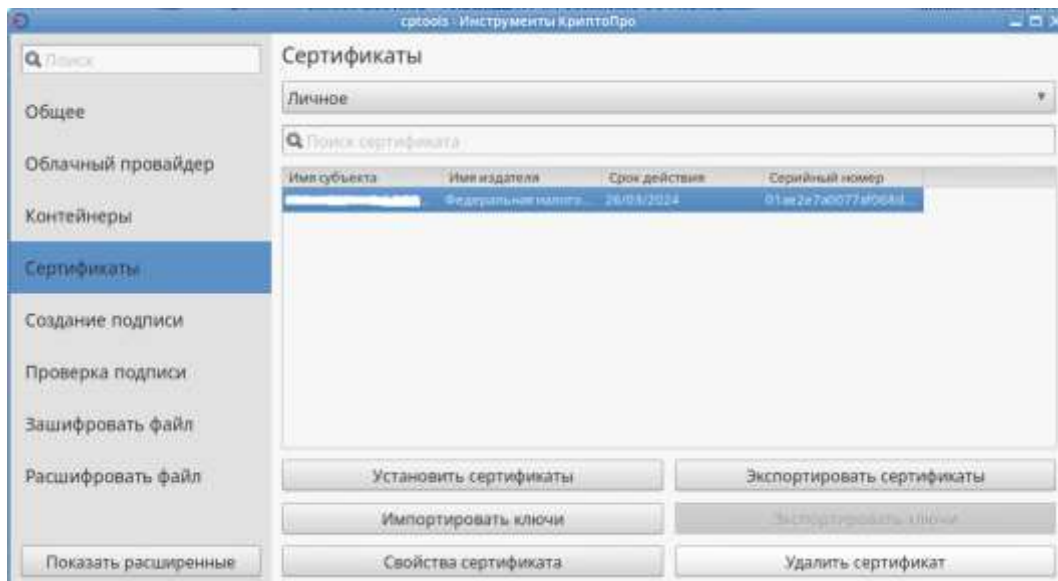 cptools - Инструменты КриптоПро
Поиск
Общее
Облачный провайдер
Контейнеры
Сертификаты
Создание подписи
Проверка подписи
Зашифровать файл
Расшифровать файл
Показать расширенные
Сертификаты
Личное
Поиск сертификата
Имя субъекта Имя издателя Срок действия Серийный номер
Федеральная налого... 26/03/2024
Установить сертификаты Экспортировать сертификаты
Импортировать ключи Экспортировать ключи
Свойства сертификата Удалить сертификат